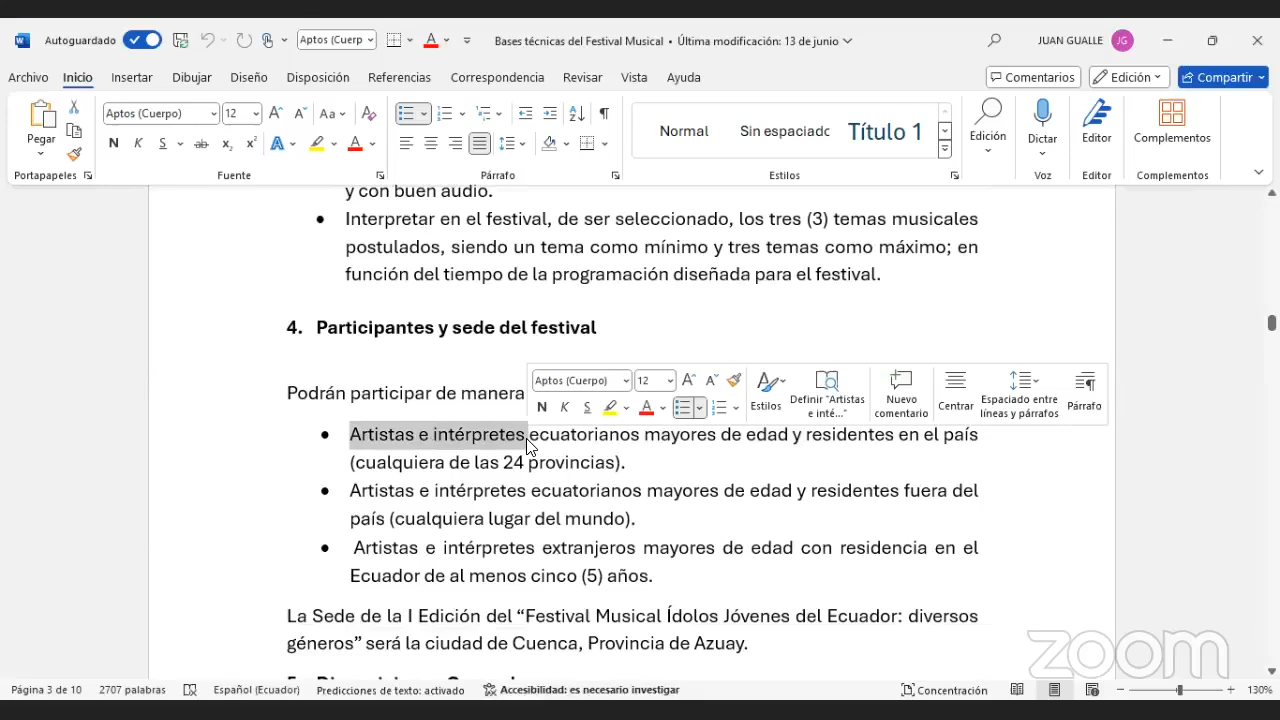 Autoguardado
Aptos (Cuerp
Bases técnicas del Festival Musical • Última modificación: 13 de junio
JUAN GUALLE
JG
Archivo Inicio Insertar Dibujar Diseño Disposición Referencias Correspondencia Revisar Vista Ayuda
Comentarios
Edición
Compartir
Pegar
Aptos (Cuerpo)
12
Aa
N K S ab x₂ x² A A
Normal
Sin espaciado
Título 1
Edición
Dictar
Editor
Complementos
Portapapeles
Fuente
Párrafo
Estilos
Voz
Editor
Complementos
y con buen audio.
• Interpretar en el festival, de ser seleccionado, los tres (3) temas musicales
postulados, siendo un tema como mínimo y tres temas como máximo; en
función del tiempo de la programación diseñada para el festival.
4. Participantes y sede del festival
Podrán participar de manera
Aptos (Cuerpo)
12
N K S A
Estilos
Definir "Artistas
e inté..."
Nuevo
comentario
Centrar
Espaciado entre
líneas y párrafos
Párrafo
• Artistas e intérpretes ecuatorianos mayores de edad y residentes en el país
(cualquiera de las 24 provincias).
• Artistas e intérpretes ecuatorianos mayores de edad y residentes fuera del
país (cualquiera lugar del mundo).
• Artistas e intérpretes extranjeros mayores de edad con residencia en el
Ecuador de al menos cinco (5) años.
La Sede de la I Edición del “Festival Musical Ídolos Jóvenes del Ecuador: diversos
géneros” será la ciudad de Cuenca, Provincia de Azuay.
zoom
Página 3 de 10
2707 palabras
Español (Ecuador)
Predicciones de texto: activado
Accesibilidad: es necesario investigar
Concentración
130%